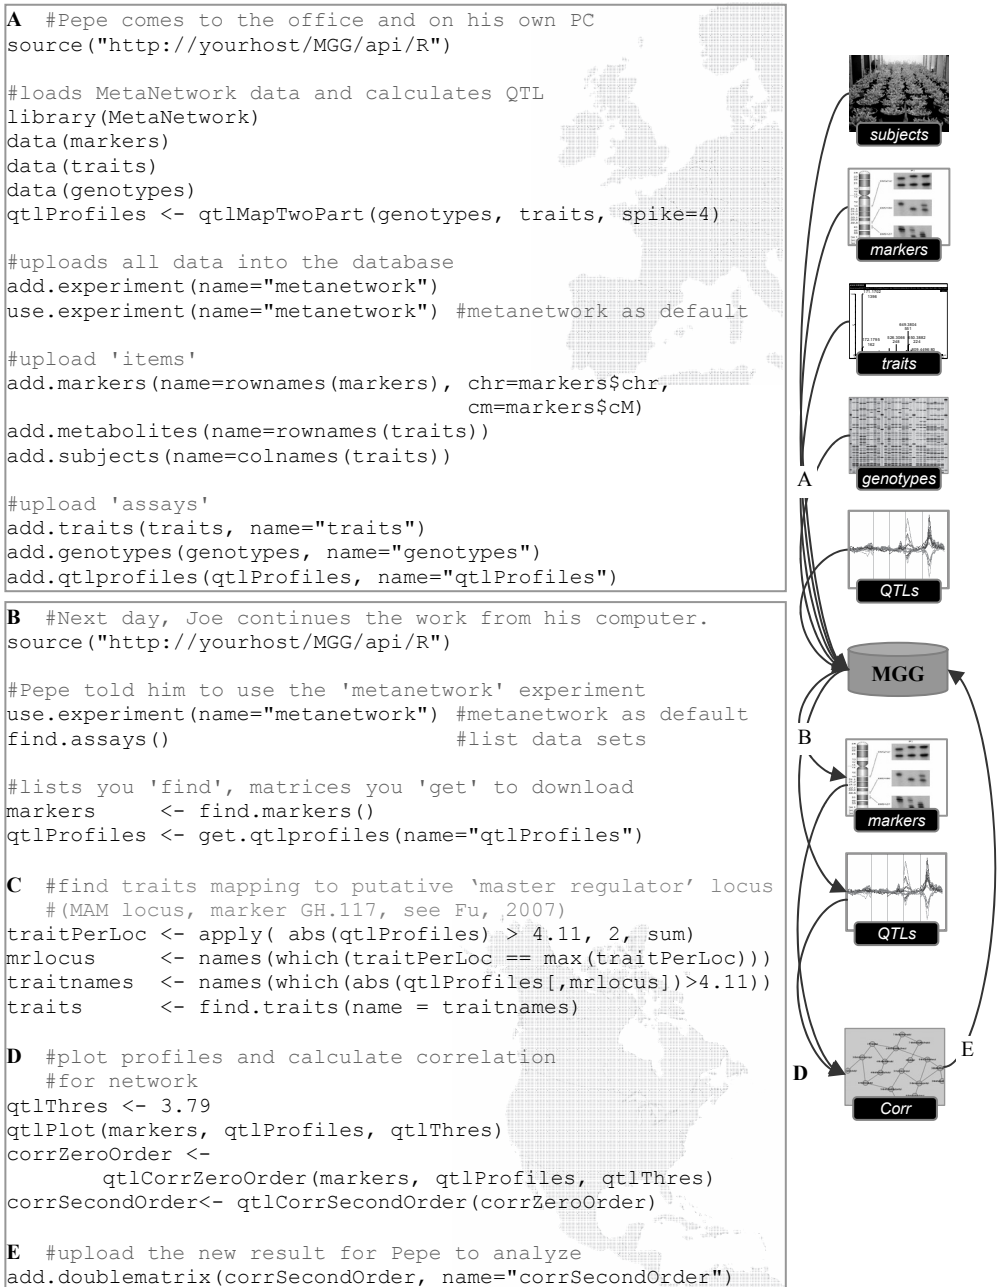 A #Pepe comes to the office and on his own PC
source("http://yourhost/MGG/api/R")
#loads MetaNetwork data and calculates QTL
library(MetaNetwork)
data(markers)
data(traits)
data(genotypes)
qtlProfiles <- qtlMapTwoPart(genotypes, traits, spike=4)
#uploads all data into the database
add.experiment(name="metanetwork")
use.experiment(name="metanetwork") #metanetwork as default
#upload 'items'
add.markers(name=rownames(markers), chr=markers$chr,
cm=markers$cM)
add.metabolites(name=rownames(traits))
add.subjects(name=colnames(traits))
#upload 'assays'
add.traits(traits, name="traits")
add.genotypes(genotypes, name="genotypes")
add.qtlprofiles(qtlProfiles, name="qtlProfiles")
B #Next day, Joe continues the work from his computer.
source("http://yourhost/MGG/api/R")
#Pepe told him to use the 'metanetwork' experiment
use.experiment(name="metanetwork") #metanetwork as default
find.assays() #list data sets
#lists you 'find', matrices you 'get' to download
markers <- find.markers()
qtlProfiles <- get.qtlprofiles(name="qtlProfiles")
C #find traits mapping to putative ‘master regulator’ locus
#(MAM locus, marker GH.117, see Fu, 2007)
traitPerLoc <- apply( abs(qtlProfiles) > 4.11, 2, sum)
mrlocus <- names(which(traitPerLoc == max(traitPerLoc)))
traitnames <- names(which(abs(qtlProfiles[,mrlocus])>4.11))
traits <- find.traits(name = traitnames)
D #plot profiles and calculate correlation
#for network
qtlThres <- 3.79
qtlPlot(markers, qtlProfiles, qtlThres)
corrZeroOrder <-
qtlCorrZeroOrder(markers, qtlProfiles, qtlThres)
corrSecondOrder<- qtlCorrSecondOrder(corrZeroOrder)
E #upload the new result for Pepe to analyze
add.doublematrix(corrSecondOrder, name="corrSecondOrder")
subjects
markers
traits
A
genotypes
QTLs
MGG
B
markers
QTLs
E
D
Corr